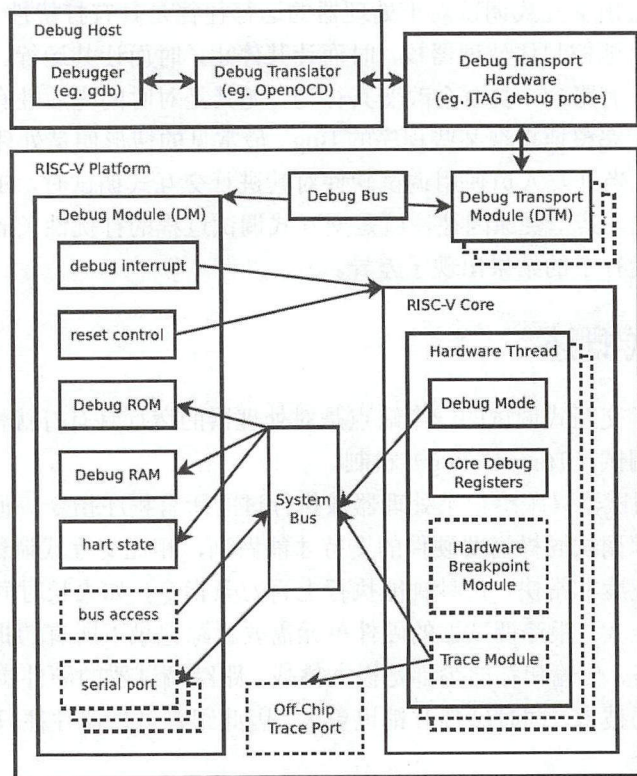 Debug Host
Debugger
(eg. gdb)
Debug Translator
(eg. OpenOCD)
Debug Transport
Hardware
(eg. JTAG debug probe)
RISC-V Platform
Debug Module (DM)
Debug Bus
Debug Transport
Module (DTM)
debug interrupt
reset control
Debug ROM
Debug RAM
hart state
bus access
serial port
System
Bus
Off-Chip
Trace Port
RISC-V Core
Hardware Thread
Debug Mode
Core Debug
Registers
Hardware
Breakpoint
Module
Trace Module